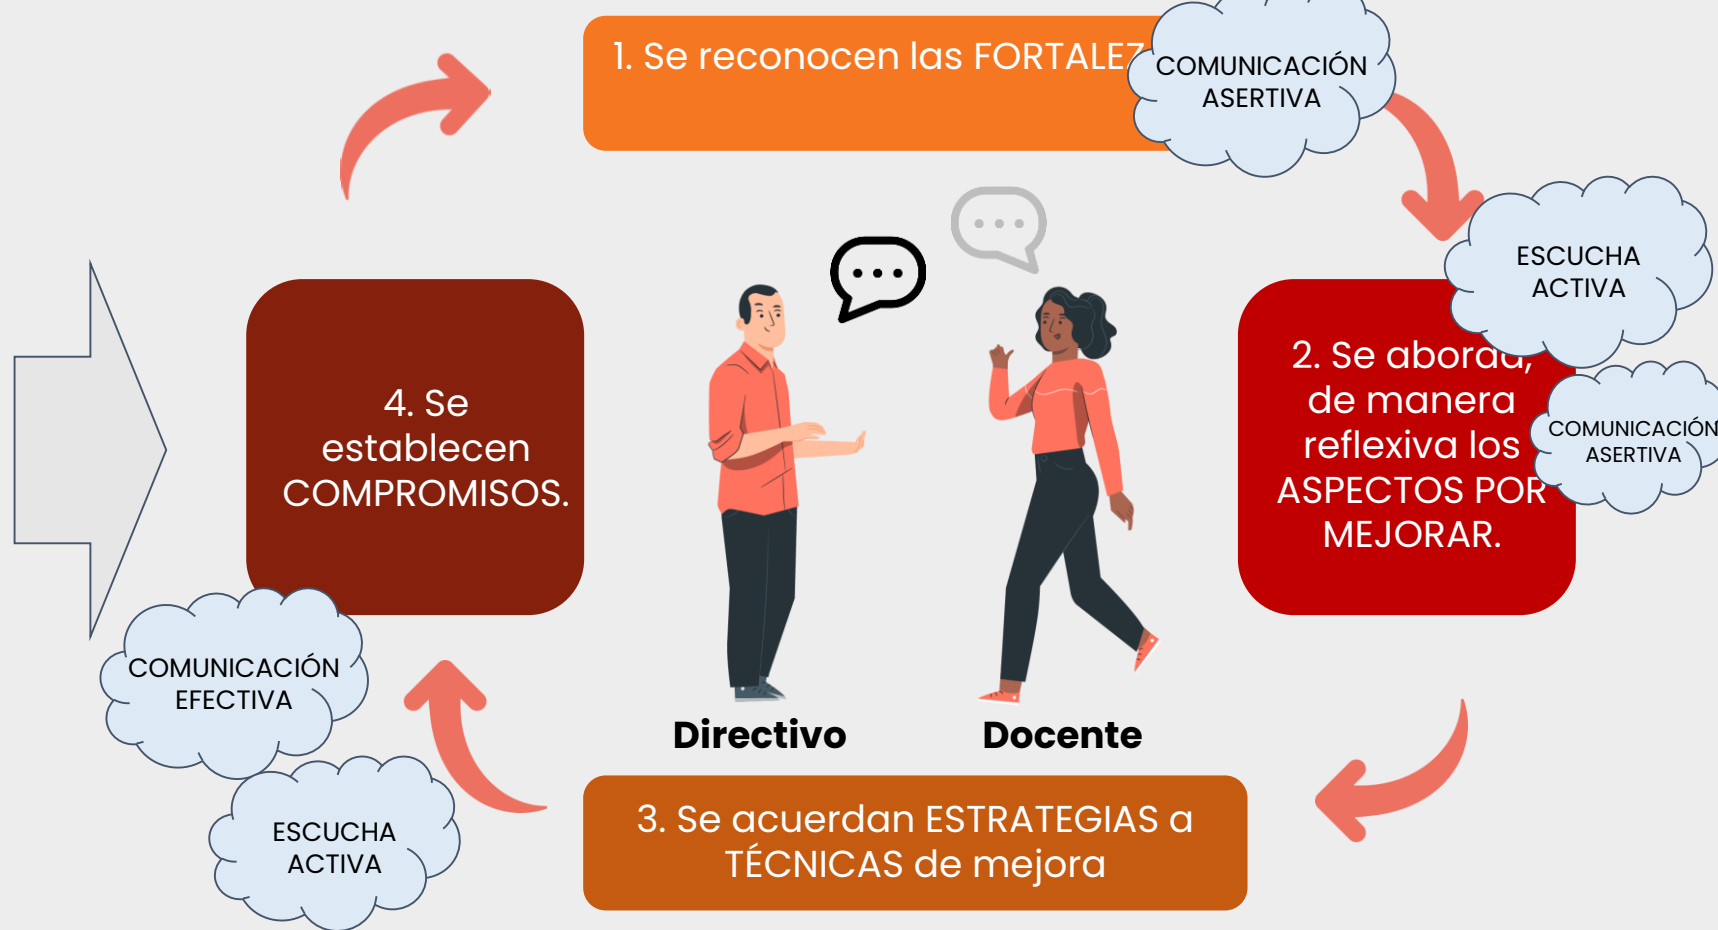 1. Se reconocen las FORTALEZ
COMUNICACIÓN
ASERTIVA
ESCUCHA
ACTIVA
2. Se aborda,
de manera
reflexiva los
ASPECTOS POR
MEJORAR.
COMUNICACIÓN
ASERTIVA
4. Se
establecen
COMPROMISOS.
COMUNICACIÓN
EFECTIVA
ESCUCHA
ACTIVA
Directivo
Docente
3. Se acuerdan ESTRATEGIAS a
TÉCNICAS de mejora